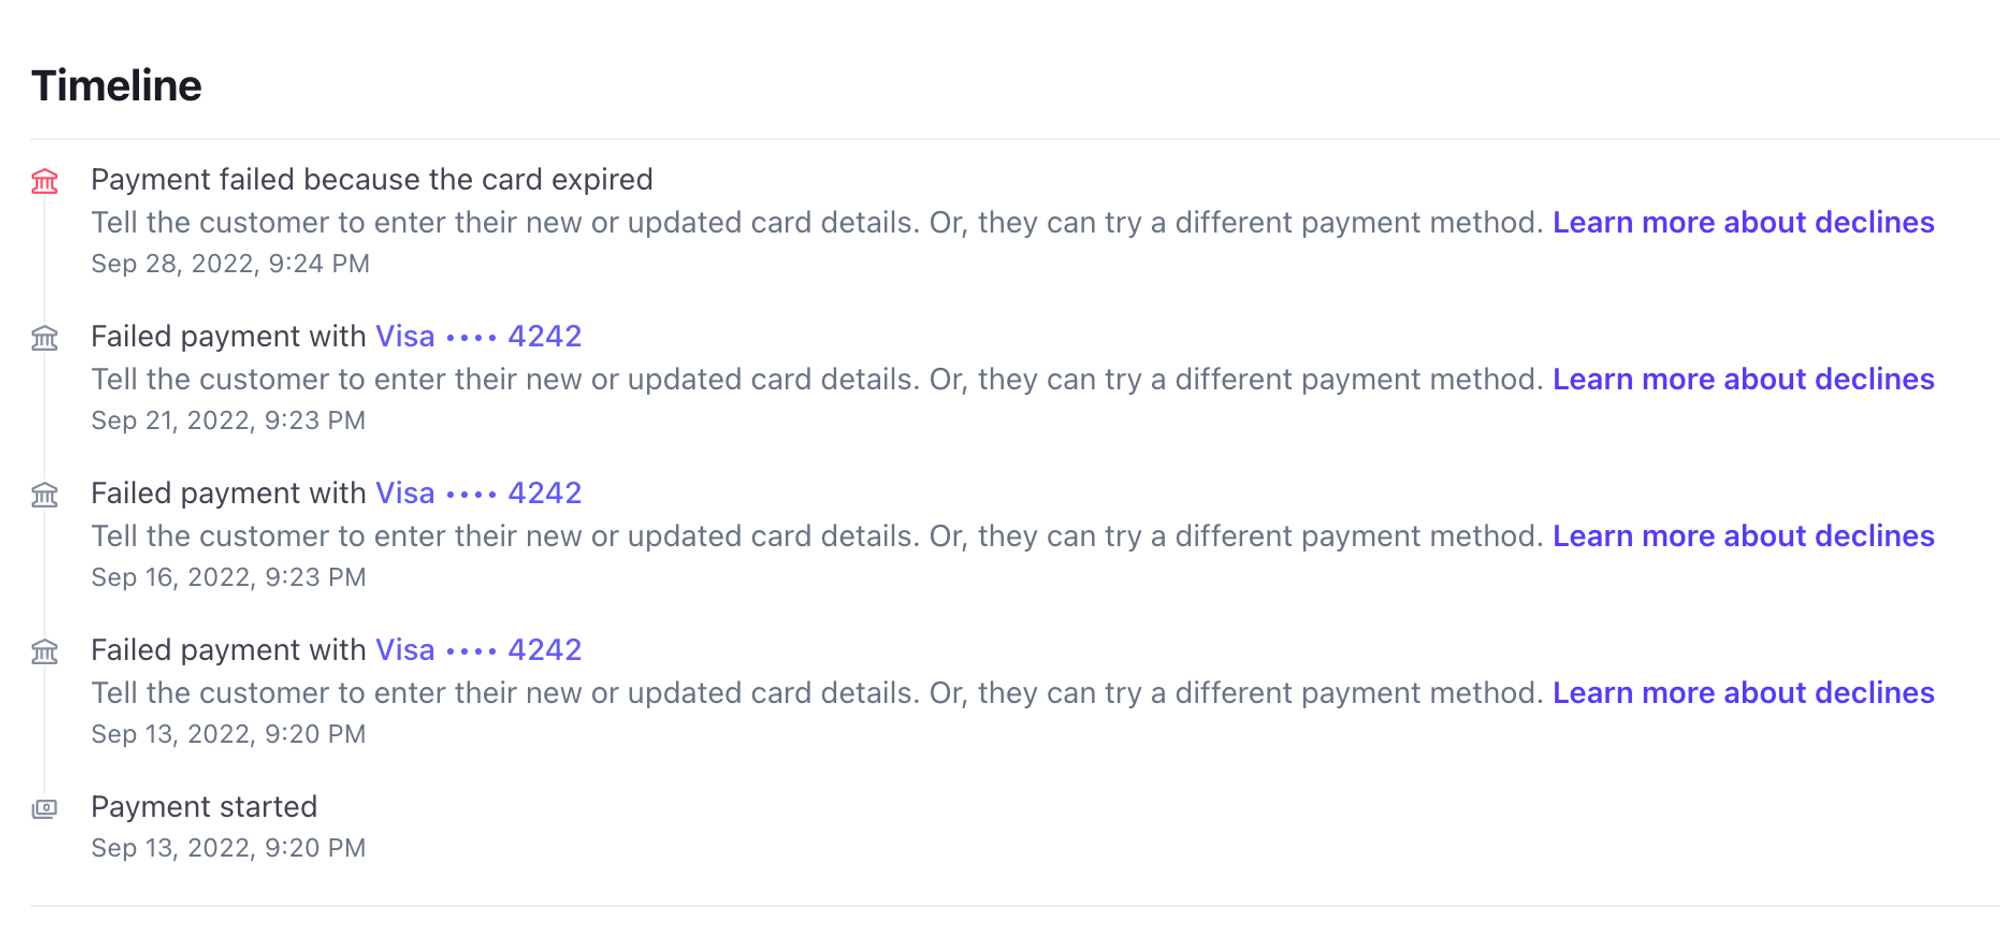 Timeline
Payment failed because the card expired
Tell the customer to enter their new or updated card details. Or, they can try a different payment method. Learn more about declines
Sep 28, 2022, 9:24 PM
Failed payment with Visa •••• 4242
Tell the customer to enter their new or updated card details. Or, they can try a different payment method. Learn more about declines
Sep 21, 2022, 9:23 PM
Failed payment with Visa •••• 4242
Tell the customer to enter their new or updated card details. Or, they can try a different payment method. Learn more about declines
Sep 16, 2022, 9:23 PM
Failed payment with Visa •••• 4242
Tell the customer to enter their new or updated card details. Or, they can try a different payment method. Learn more about declines
Sep 13, 2022, 9:20 PM
Payment started
Sep 13, 2022, 9:20 PM